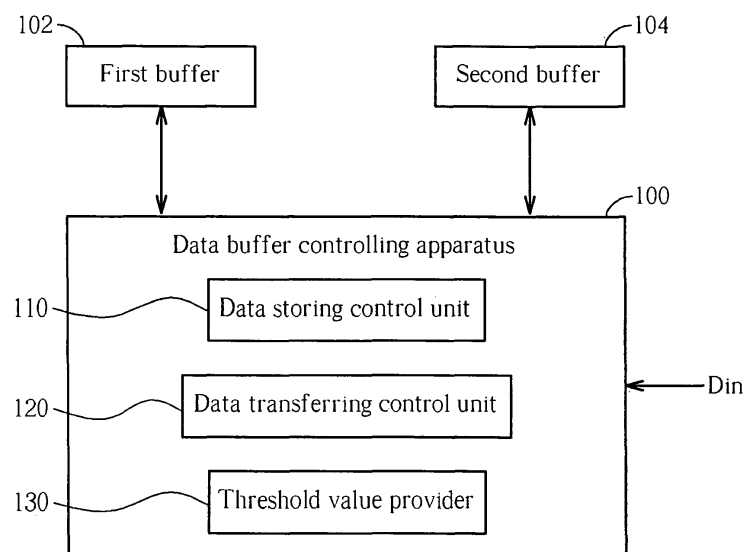 102
First buffer
104
Second buffer
100
Data buffer controlling apparatus
110
Data storing control unit
Din
120
Data transferring control unit
130
Threshold value provider